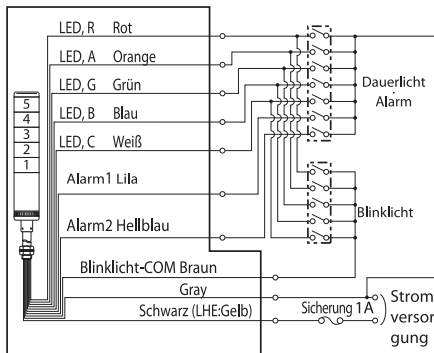 LED, R Rot
LED, A Orange
LED, G Grün
LED, B Blau
LED, C Weiß
Alarm1 Lila
Alarm2 Hellblau
Blinklicht-COM Braun
Gray
Schwarz (LHE:Gelb)
5
4
3
2
1
Dauerlicht
Alarm
Blinklicht
Sicherung 1A
Strom
versor
gung